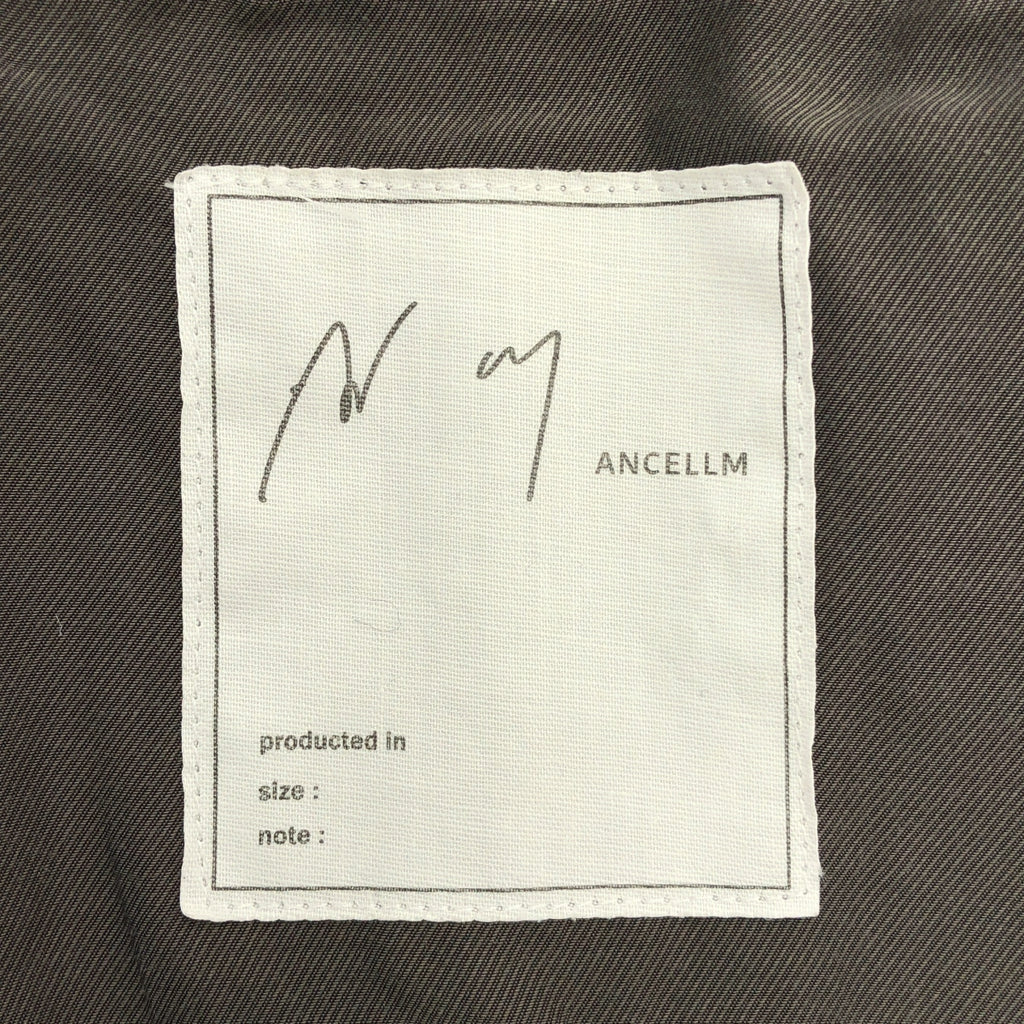 ANCELLM
producted in
size :
note :